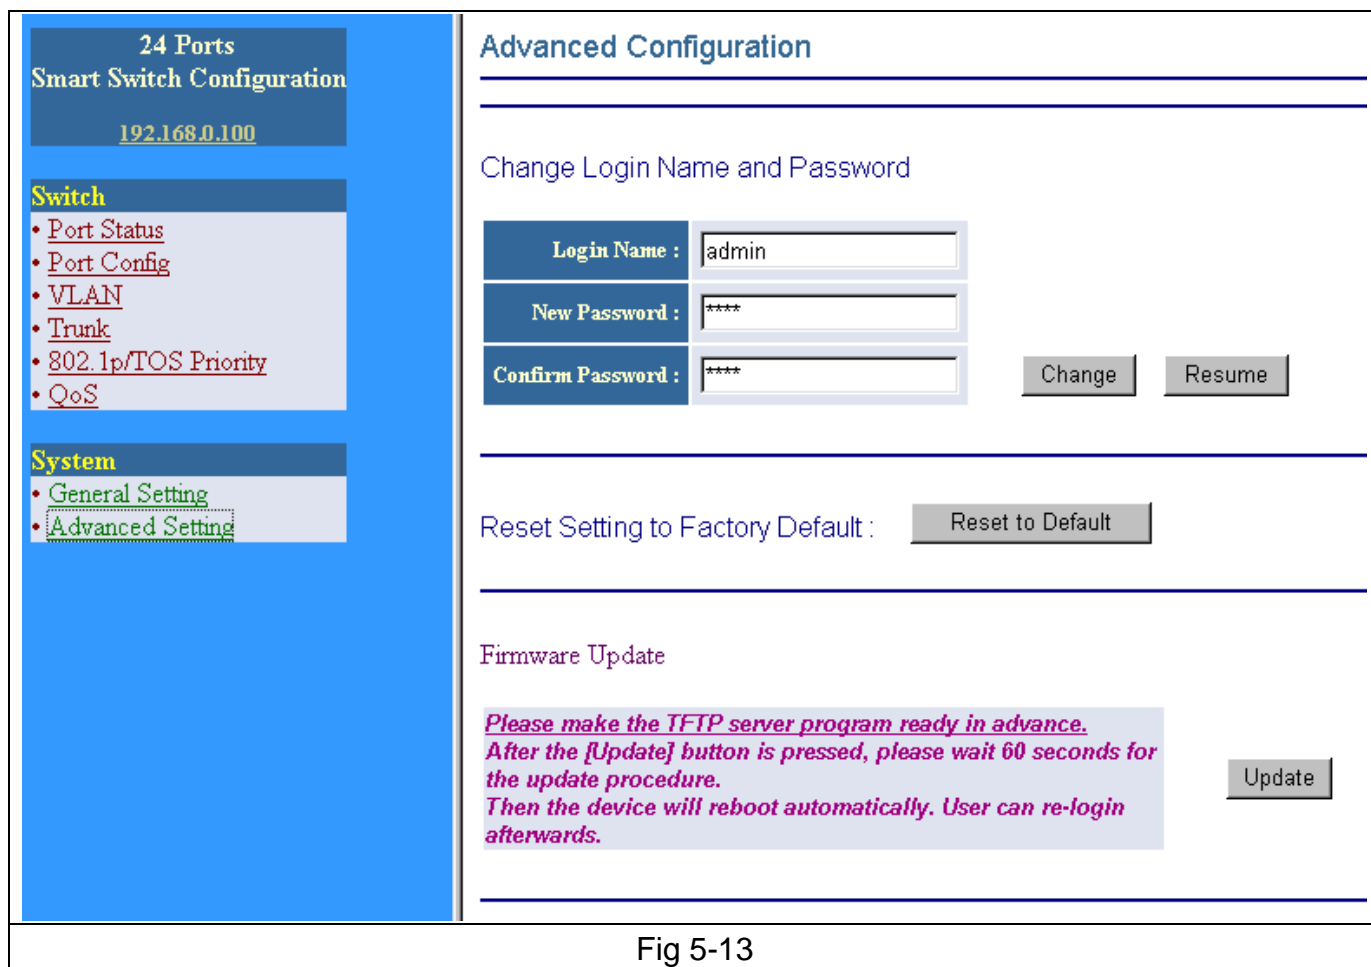 24 Ports
Smart Switch Configuration
192.168.0.100
Switch
• Port Status
• Port Config
• VLAN
• Trunk
• 802.1p/TOS Priority
• QoS
System
• General Setting
• Advanced Setting
Advanced Configuration
Change Login Name and Password
Login Name : admin
New Password : ****
Confirm Password : **** Change Resume
Reset Setting to Factory Default : Reset to Default
Firmware Update
Please make the TFTP server program ready in advance.
After the [Update] button is pressed, please wait 60 seconds for
the update procedure.
Then the device will reboot automatically. User can re-login
afterwards.
Update
Fig 5-13